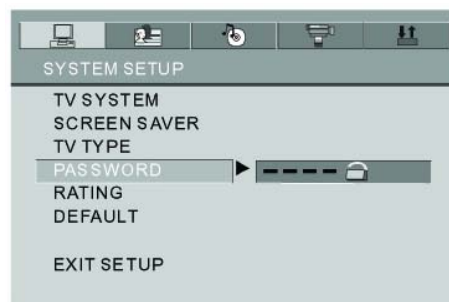 SYSTEM SETUP
TV SYSTEM
SCREEN SAVER
TV TYPE
PASSWORD
RATING
DEFAULT
EXIT SETUP